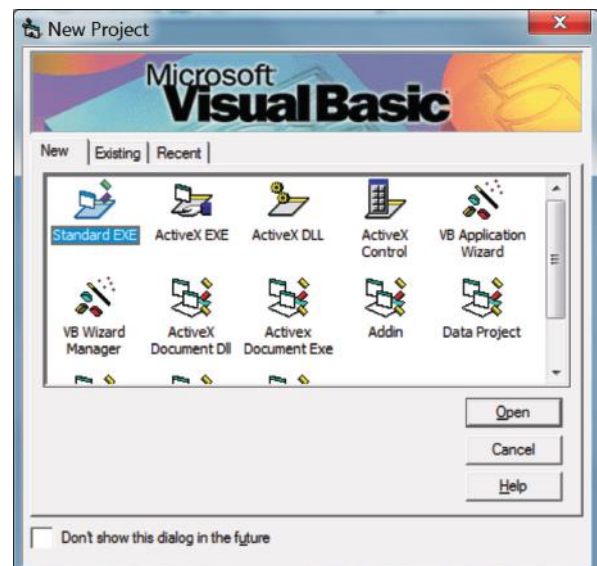 New Project
Microsoft
Visual Basic
New Existing Recent
Standard EXE ActiveX EXE ActiveX DLL ActiveX Control VB Application Wizard
VB Wizard Manager ActiveX Document Dll Activex Document Exe Addin Data Project
Open
Cancel
Help
Don't show this dialog in the future